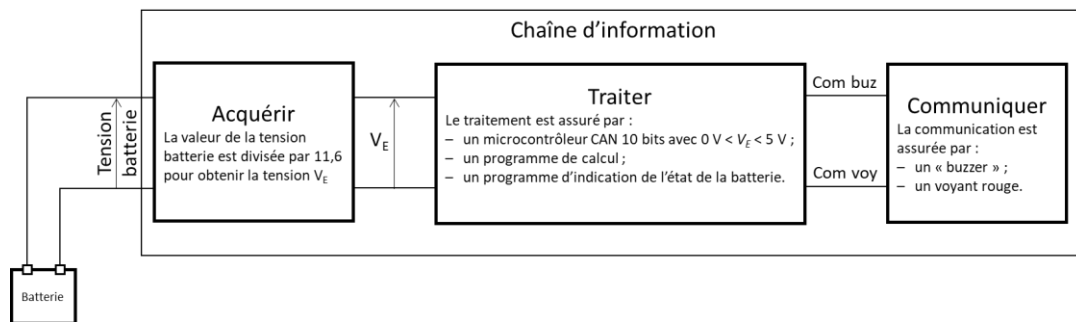 Chaîne d'information
Tension
batterie
Acquérir
La valeur de la tension
batterie est divisée par 11,6
pour obtenir la tension VE
VE
Traiter
Le traitement est assuré par :
– un microcontrôleur CAN 10 bits avec 0 V < VE < 5 V ;
– un programme de calcul ;
– un programme d'indication de l'état de la batterie.
Com buz
Com voy
Communiquer
La communication est
assurée par :
– un « buzzer » ;
– un voyant rouge.
Batterie